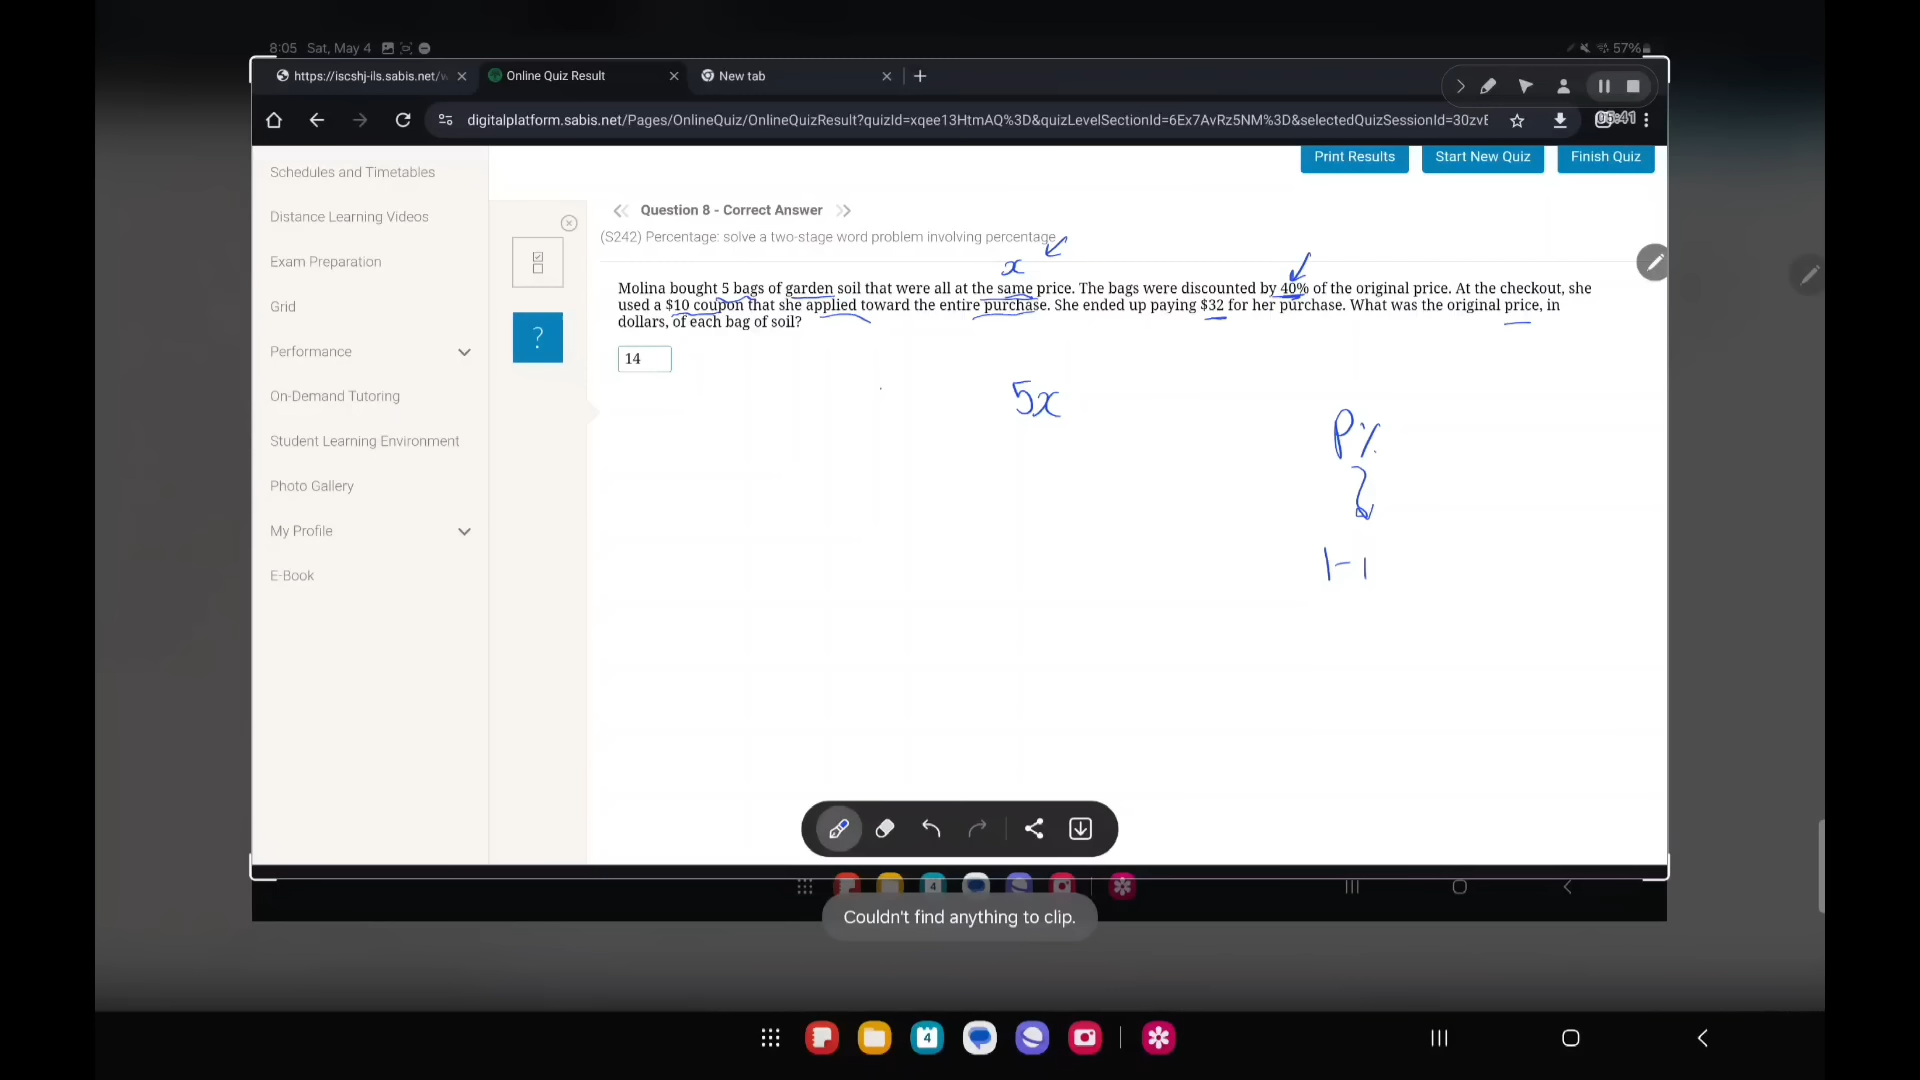 8:05 Sat, May 4
57%
https://iscshj-ils.sabis.net/w
Online Quiz Result
New tab
digitalplatform.sabis.net/Pages/OnlineQuiz/OnlineQuizResult?quizId=xqee13HtmAQ%3D&quizLevelSectionId=6Ex7AvRz5NM%3D&selectedQuizSessionId=30zvE
05:41
Print Results
Start New Quiz
Finish Quiz
Schedules and Timetables
Distance Learning Videos
Exam Preparation
Grid
Performance
On-Demand Tutoring
Student Learning Environment
Photo Gallery
My Profile
E-Book
Question 8 - Correct Answer
(S242) Percentage: solve a two-stage word problem involving percentage
x
Molina bought 5 bags of garden soil that were all at the same price. The bags were discounted by 40% of the original price. At the checkout, she
used a $10 coupon that she applied toward the entire purchase. She ended up paying $32 for her purchase. What was the original price, in
dollars, of each bag of soil?
14
?
5x
P%
1-1
4
Couldn't find anything to clip.
4